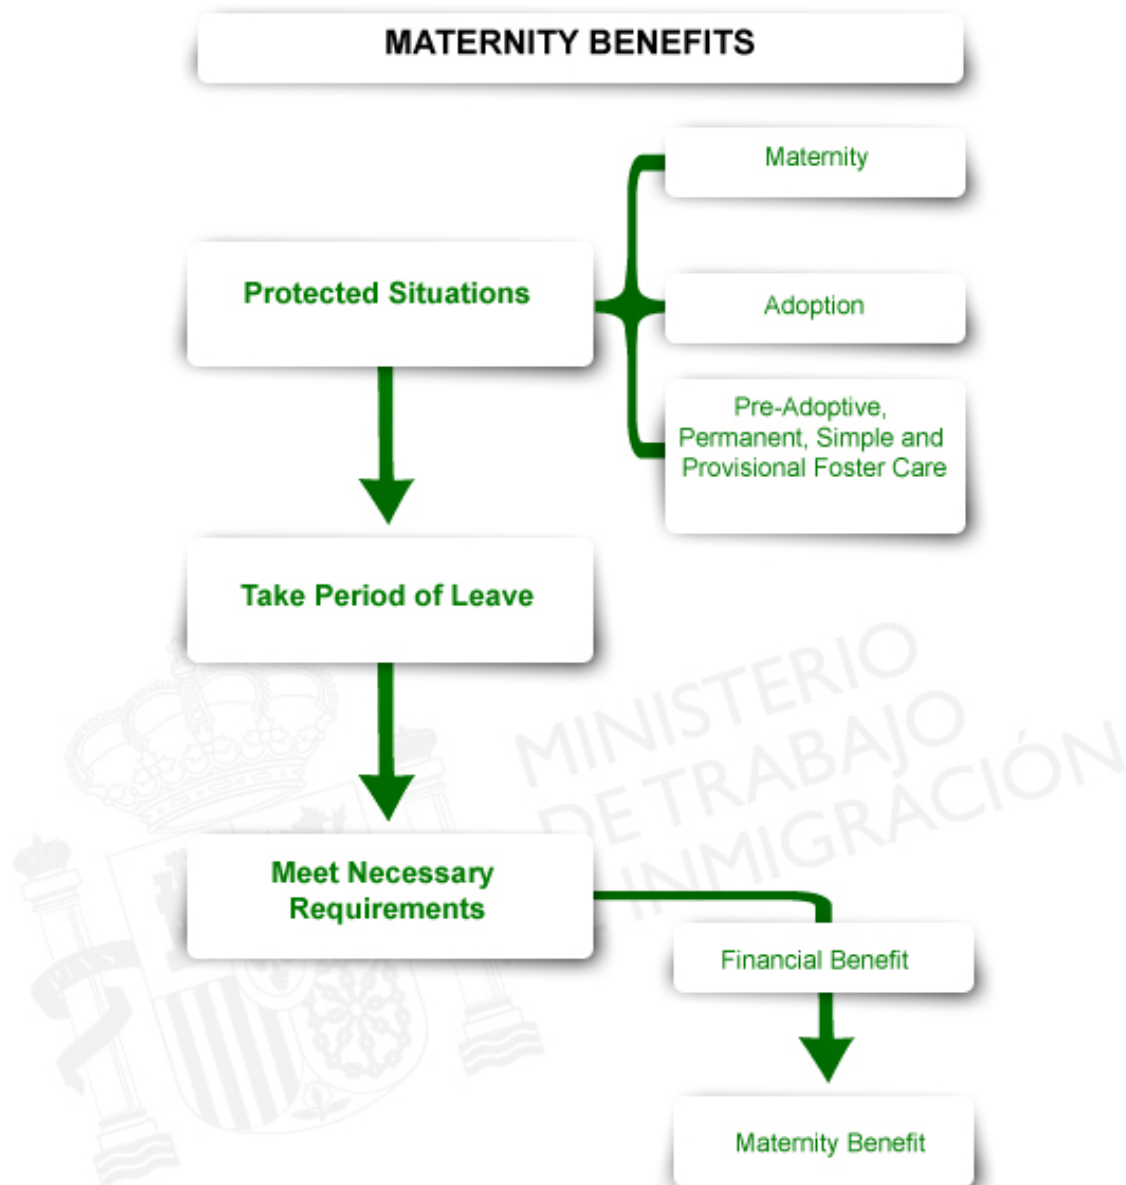 MATERNITY BENEFITS
Maternity
Protected Situations
Adoption
Pre-Adoptive,
Permanent, Simple and
Provisional Foster Care
Take Period of Leave
MINISTERIO
DE TRABAJO
E INMIGRACIÓN
Meet Necessary
Requirements
Financial Benefit
Maternity Benefit